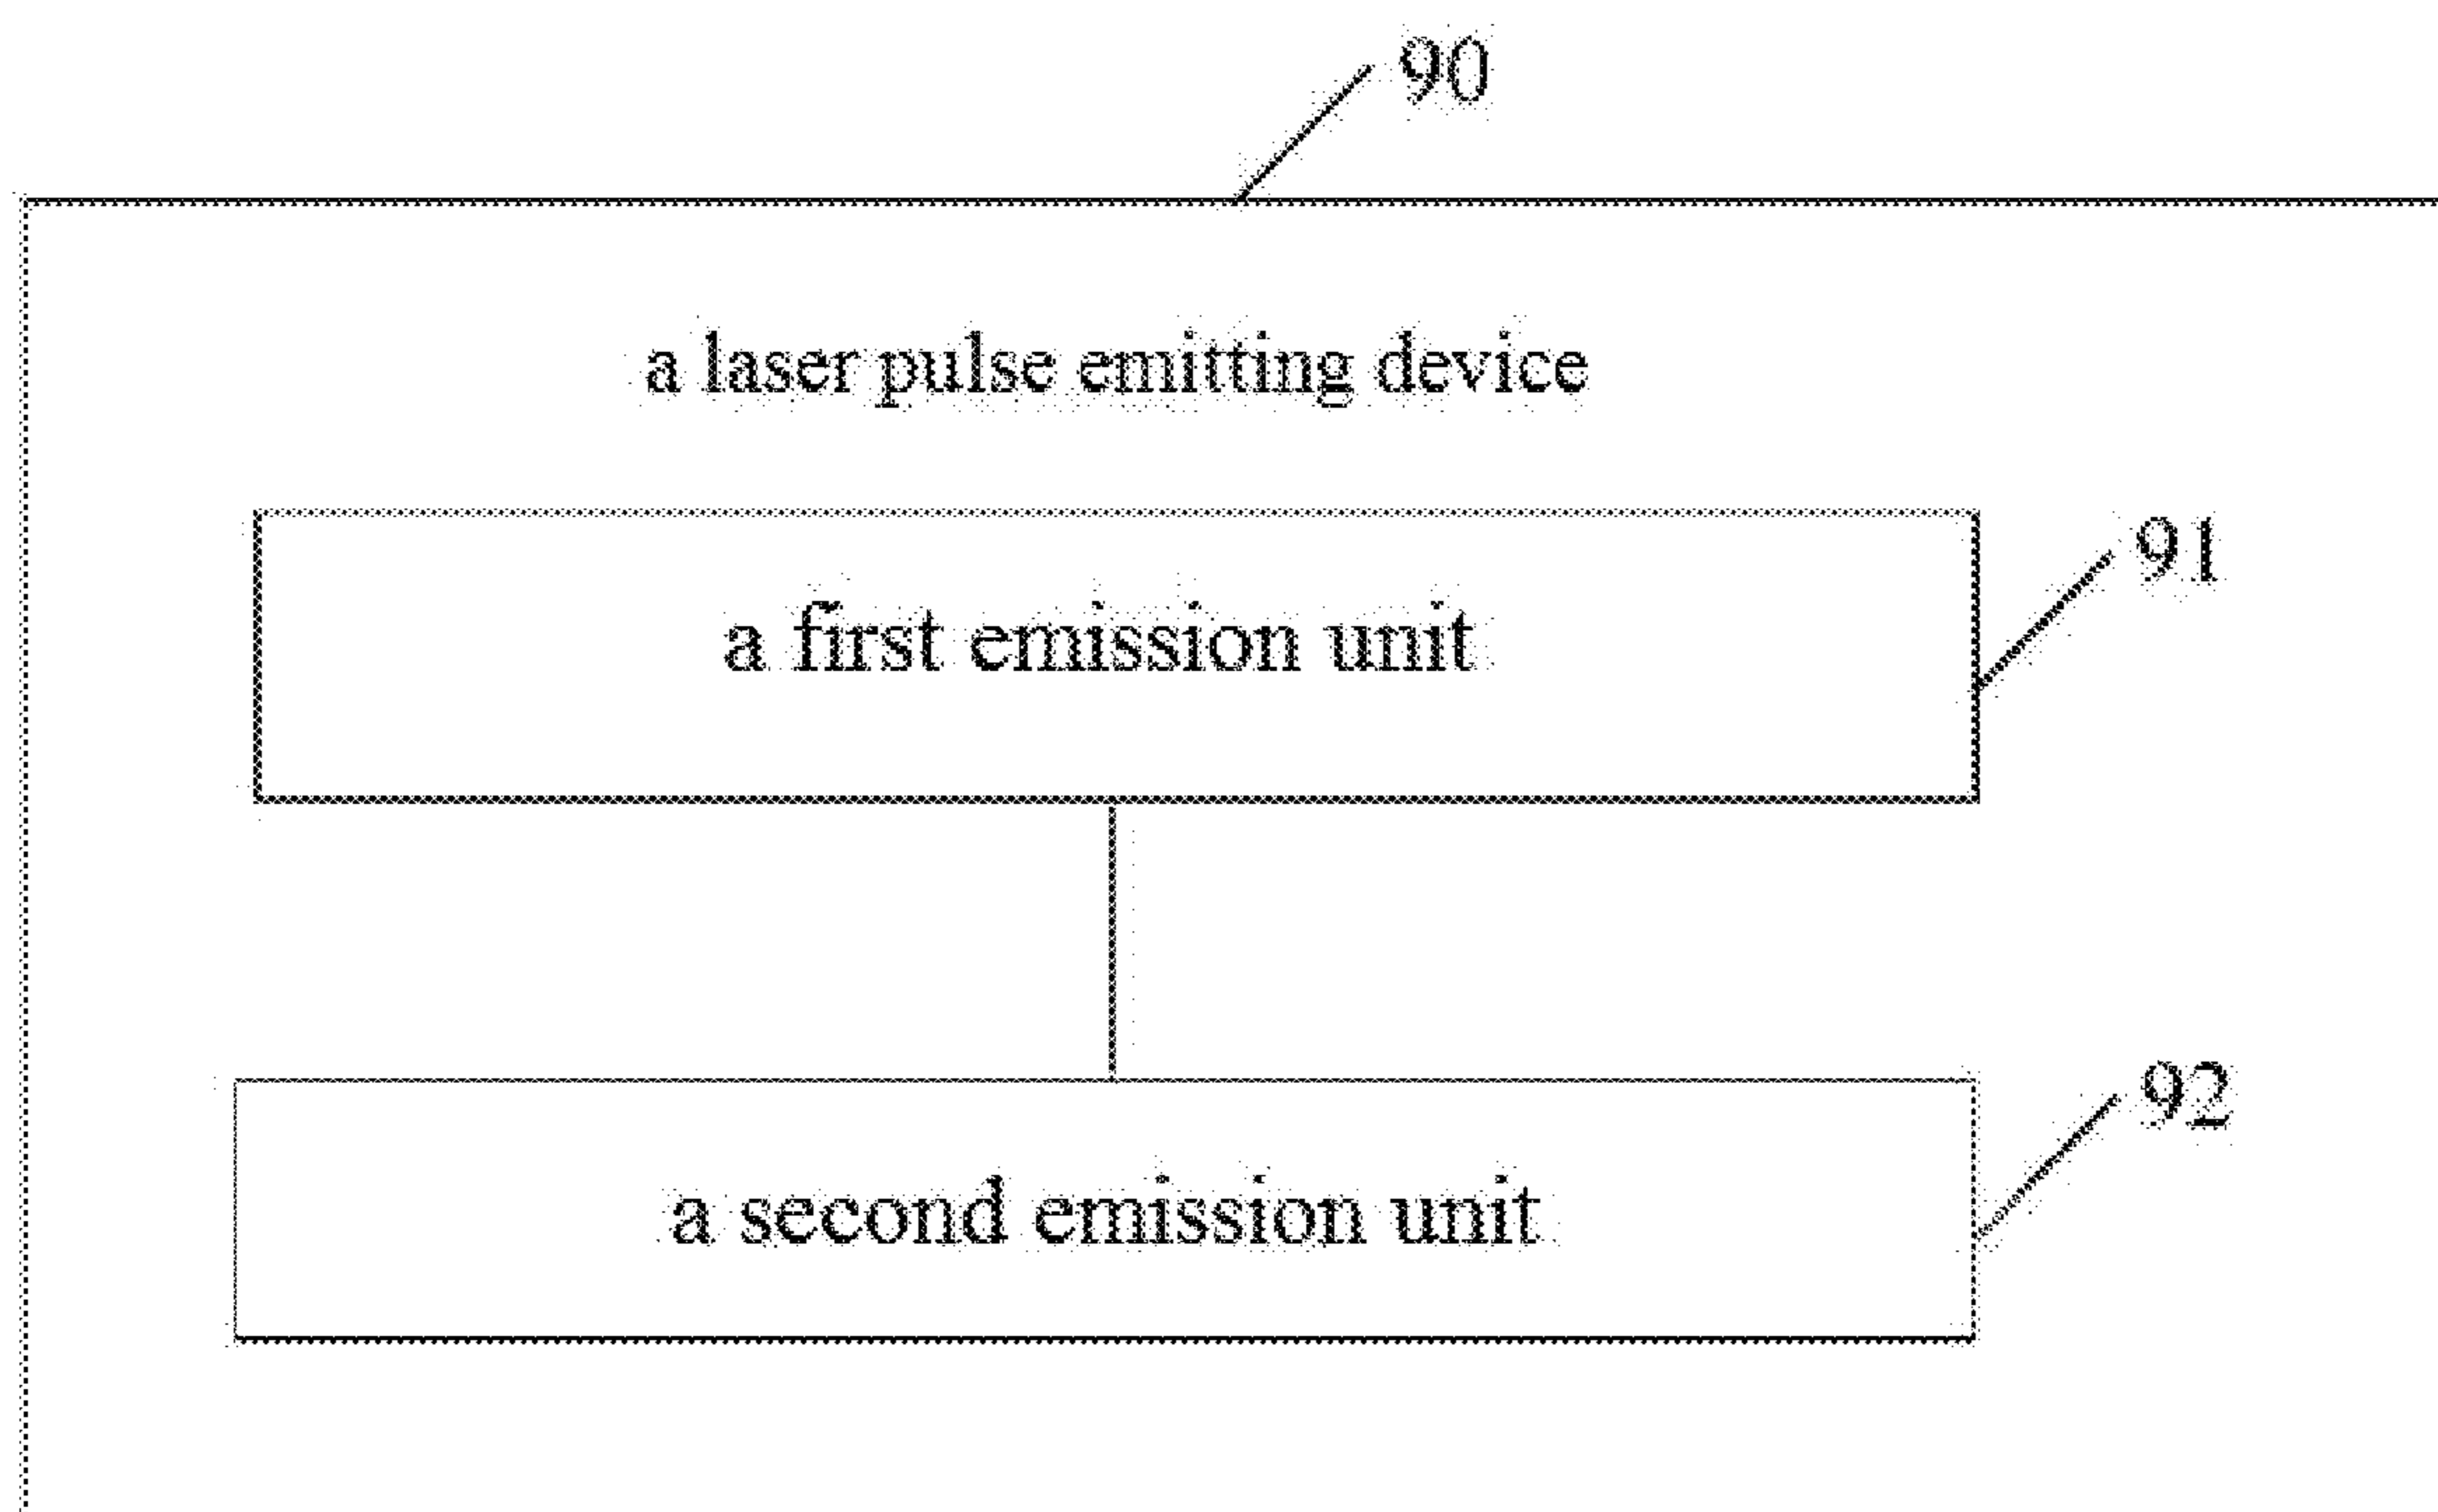 90
a laser pulse emitting device
91
a first emission unit
92
a second emission unit